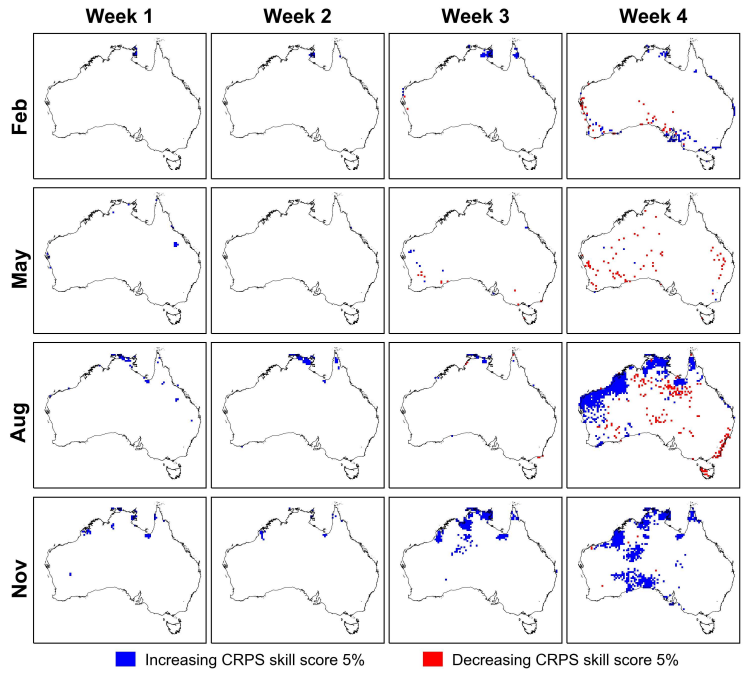 Week 1 Week 2 Week 3 Week 4
Feb
May
Aug
Nov
Increasing CRPS skill score 5% Decreasing CRPS skill score 5%